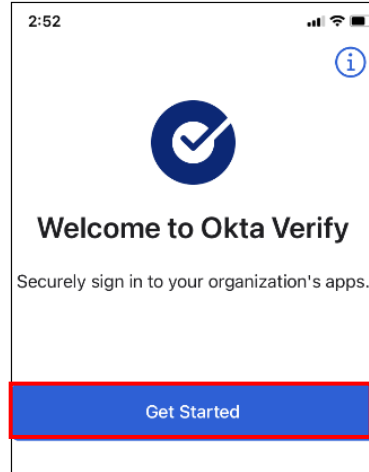 2:52
i
Welcome to Okta Verify
Securely sign in to your organization's apps.
Get Started